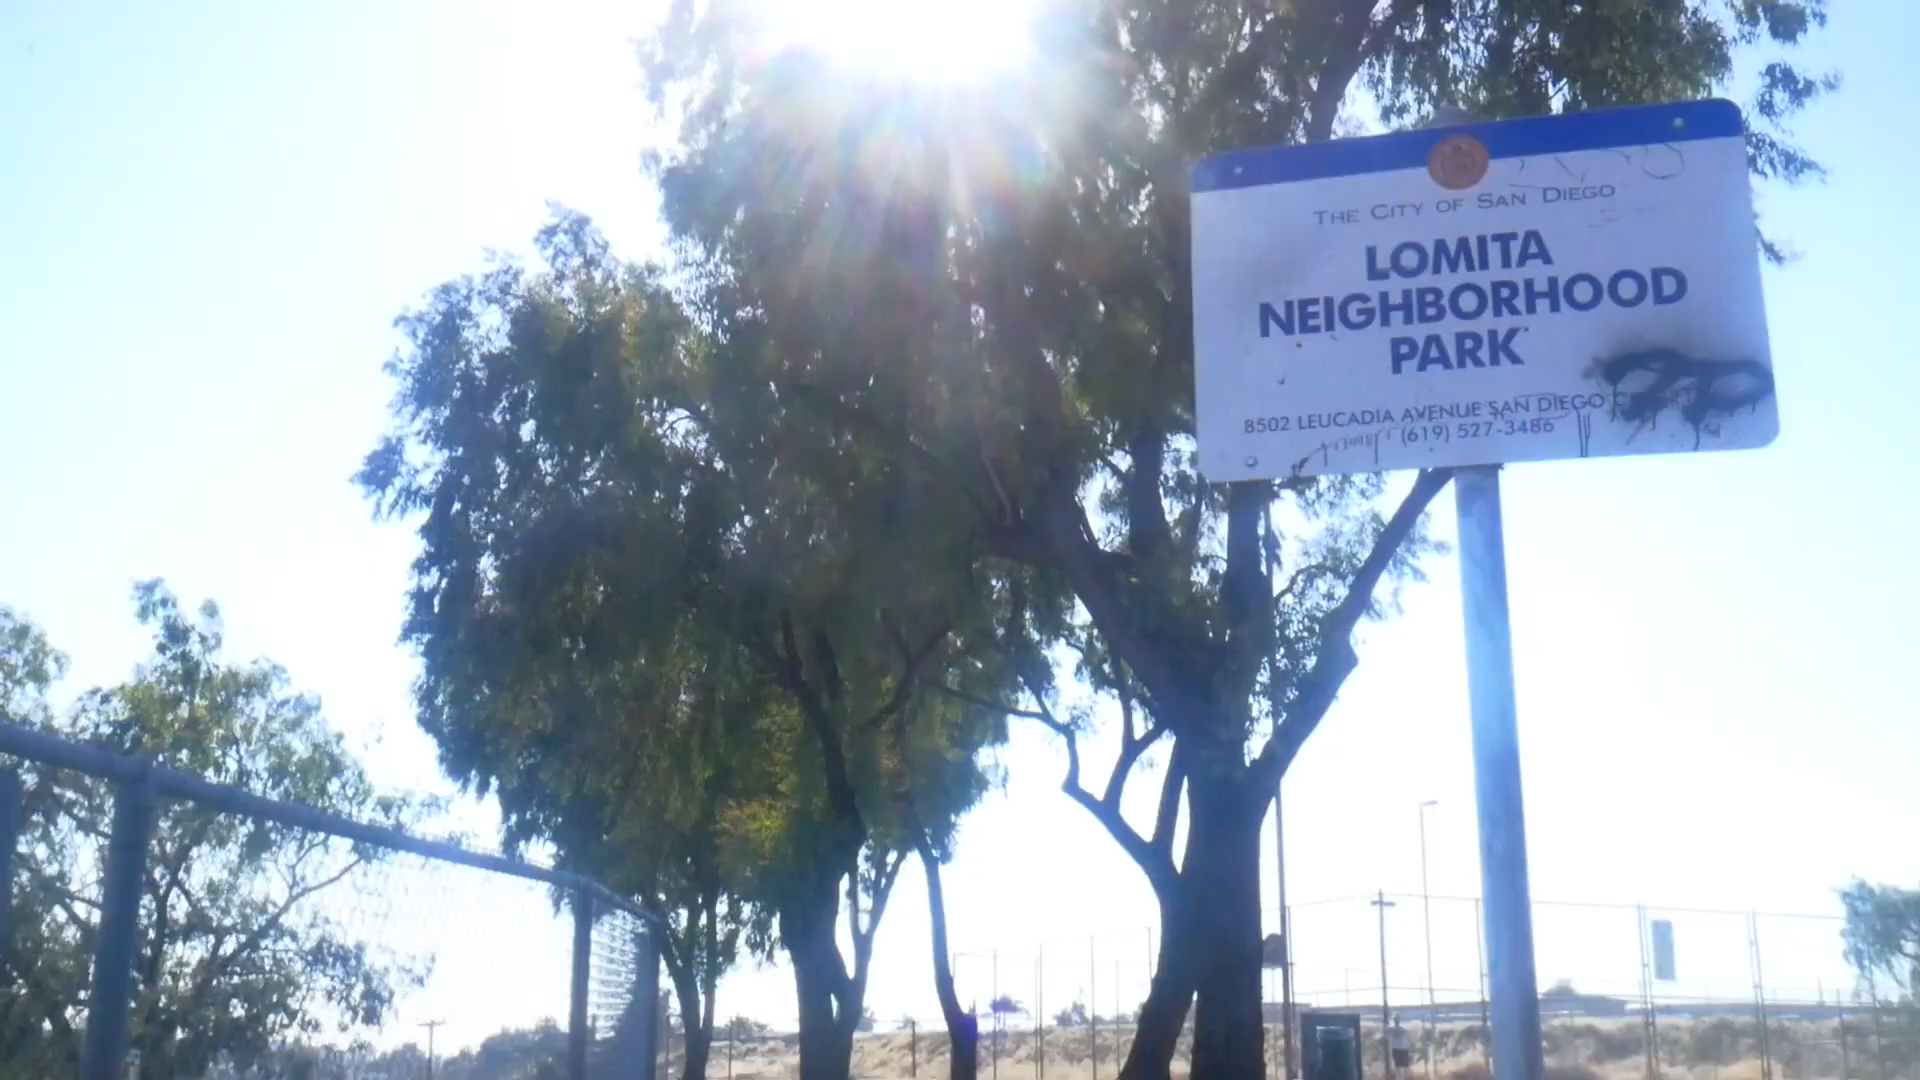 THE CITY OF SAN DIEGO
LOMITA
NEIGHBORHOOD
PARK
8502 LEUCADIA AVENUE SAN DIEGO
(619) 527-3486